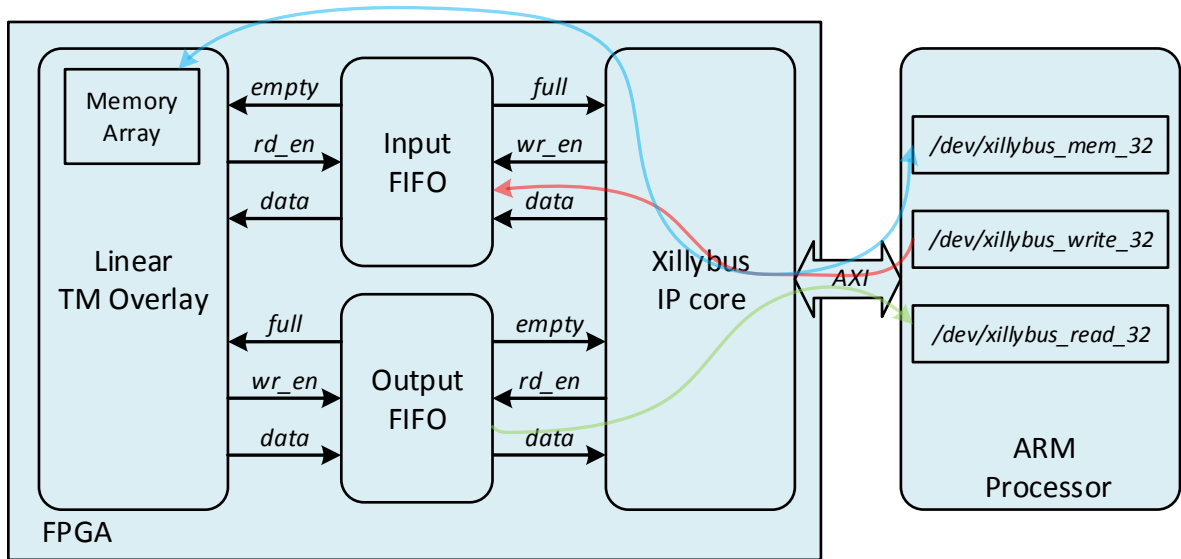 Memory
Array
empty
rd_en
data
Linear
TM Overlay
full
wr_en
data
Input
FIFO
full
wr_en
data
Output
FIFO
empty
rd_en
data
Xillybus
IP core
AXI
/dev/xillybus_mem_32
/dev/xillybus_write_32
/dev/xillybus_read_32
ARM
Processor
FPGA